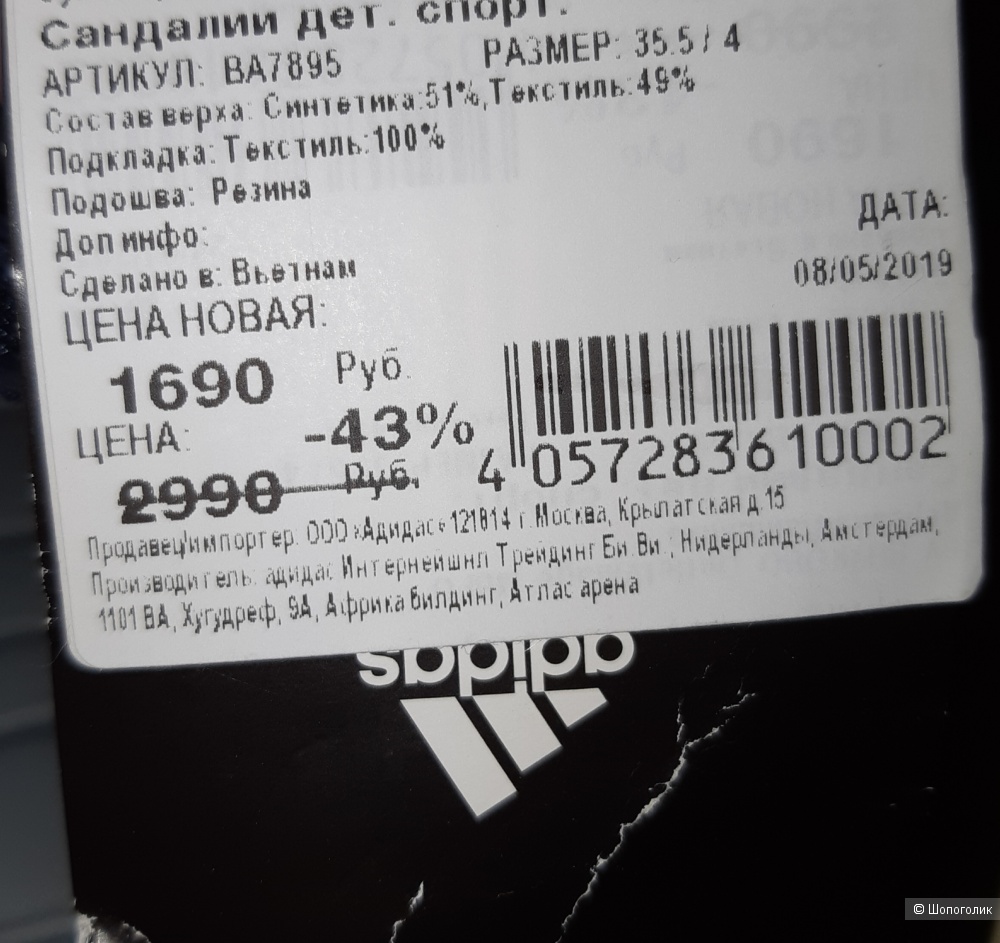 Сандалии дет. спорт.
АРТИКУЛ: BA7895 РАЗМЕР: 35.5 / 4
Состав верха: Синтетика:51%,Текстиль:49%
Подкладка: Текстиль:100%
Подошва: Резина
Доп инфо:
Сделано в: Вьетнам
ДАТА:
08/05/2019
ЦЕНА НОВАЯ:
1690 Руб.
ЦЕНА: -43%
2990 Руб.
4 057283 610002
Продавец/импортер: ООО «Адидас» 121614 г.Москва, Крылатская д.15
Производитель: адидас Интернейшнл Трейдинг Би.Ви., Нидерланды, Амстердам,
1101 BA, Хугудреф, 9A, Африка билдинг, Атлас арена
adidas
© Шопоголик